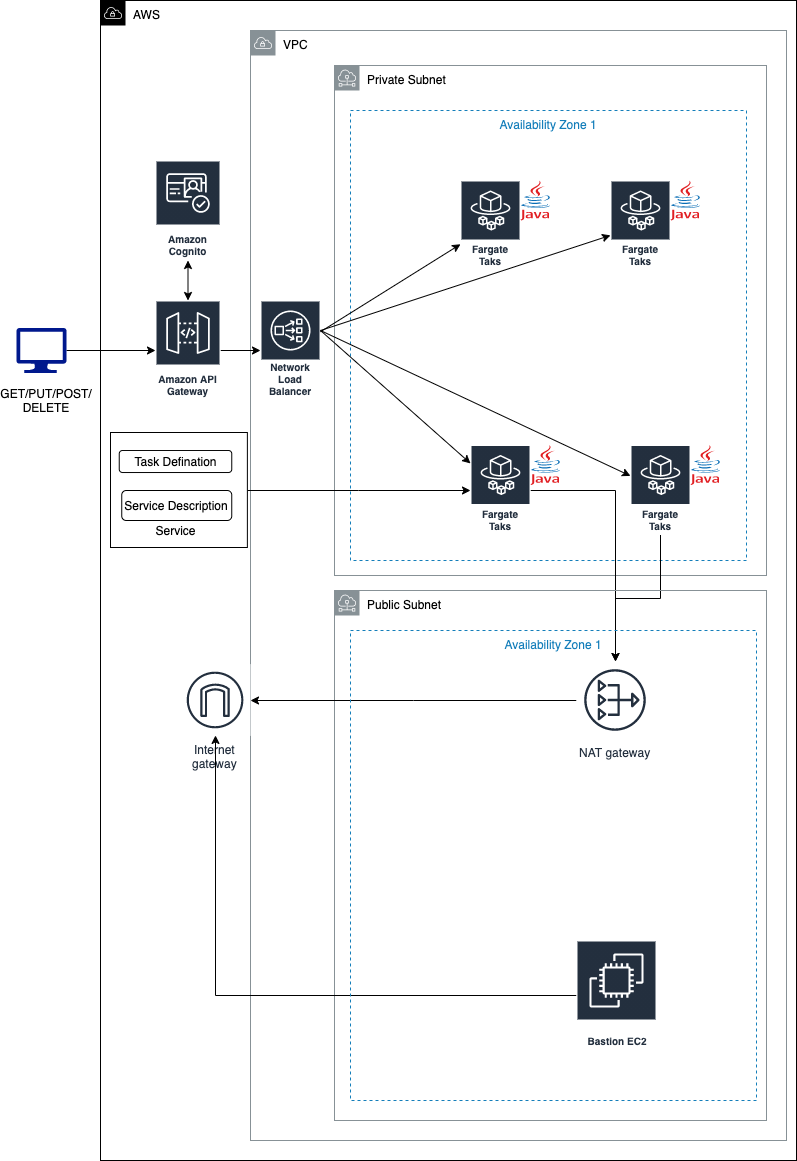 AWS
VPC
Private Subnet
Availability Zone 1
Java
Java
Fargate
Taks
Fargate
Taks
Amazon
Cognito
Amazon API
Gateway
Network
Load
Balancer
GET/PUT/POST/
DELETE
Task Defination
Service Description
Service
Java
Java
Fargate
Taks
Fargate
Taks
Public Subnet
Availability Zone 1
Internet
gateway
NAT gateway
Bastion EC2